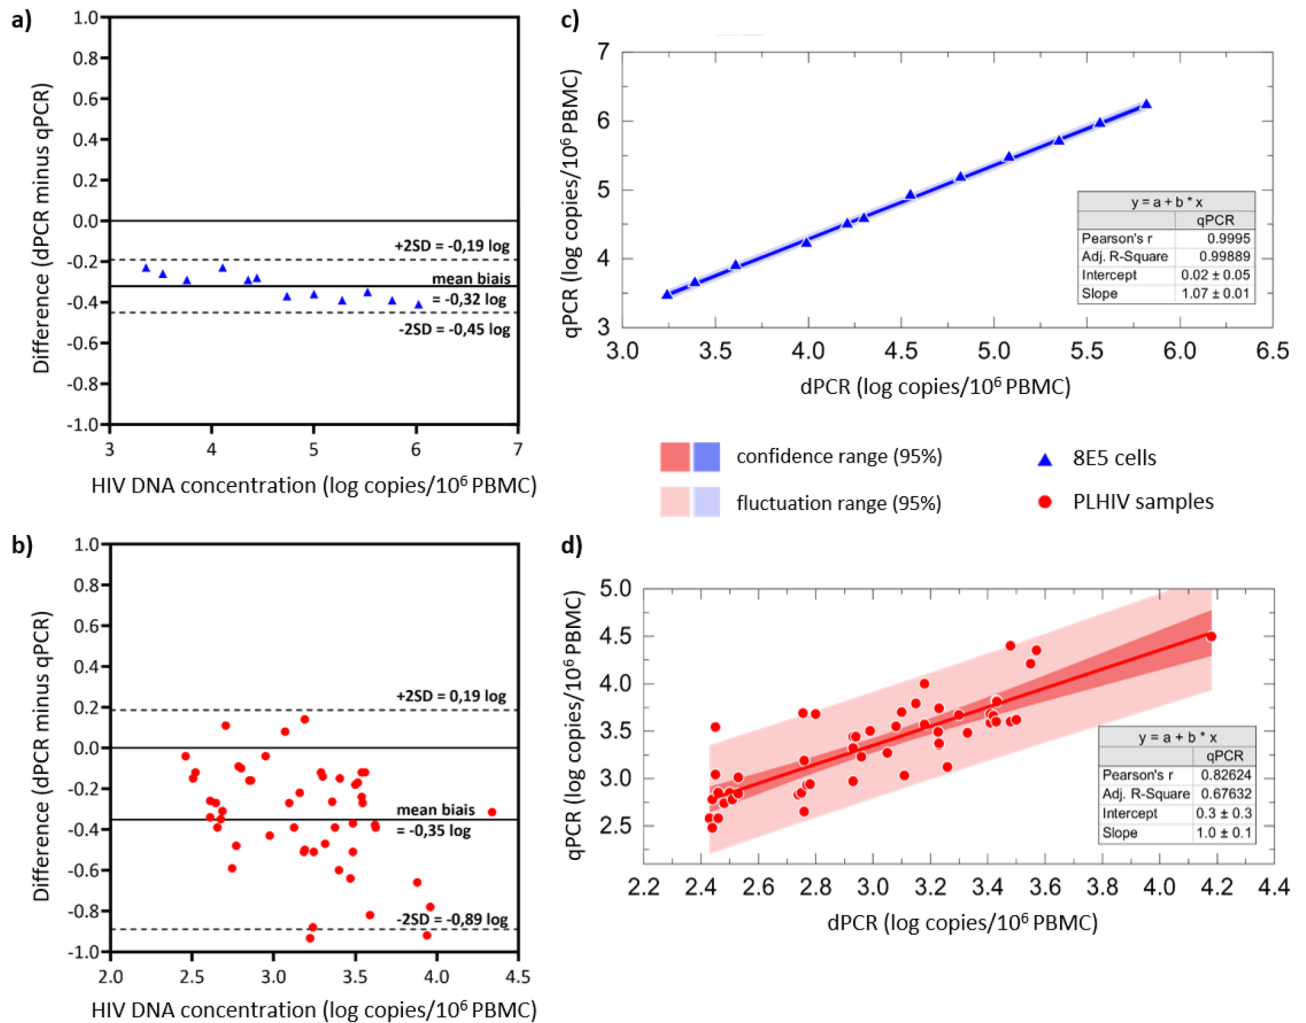 a)
1.0
0.8
0.6
0.4
0.2
0.0
-0.2
-0.4
-0.6
-0.8
-1.0
Difference (dPCR minus qPCR)
+2SD = -0,19 log
mean biais
= -0,32 log
-2SD = -0,45 log
3 4 5 6 7
HIV DNA concentration (log copies/10⁶ PBMC)
c)
7
6
5
4
3
qPCR (log copies/10⁶ PBMC)
y = a + b * x
qPCR
Pearson's r 0.9995
Adj. R-Square 0.99889
Intercept 0.02 ± 0.05
Slope 1.07 ± 0.01
3.0 3.5 4.0 4.5 5.0 5.5 6.0 6.5
dPCR (log copies/10⁶ PBMC)
confidence range (95%)
8E5 cells
fluctuation range (95%)
PLHIV samples
b)
1.0
0.8
0.6
0.4
0.2
0.0
-0.2
-0.4
-0.6
-0.8
-1.0
Difference (dPCR minus qPCR)
+2SD = 0,19 log
mean biais
= -0,35 log
-2SD = -0,89 log
2.0 2.5 3.0 3.5 4.0 4.5
HIV DNA concentration (log copies/10⁶ PBMC)
d)
5.0
4.5
4.0
3.5
3.0
2.5
qPCR (log copies/10⁶ PBMC)
y = a + b * x
qPCR
Pearson's r 0.82624
Adj. R-Square 0.67632
Intercept 0.3 ± 0.3
Slope 1.0 ± 0.1
2.2 2.4 2.6 2.8 3.0 3.2 3.4 3.6 3.8 4.0 4.2 4.4
dPCR (log copies/10⁶ PBMC)